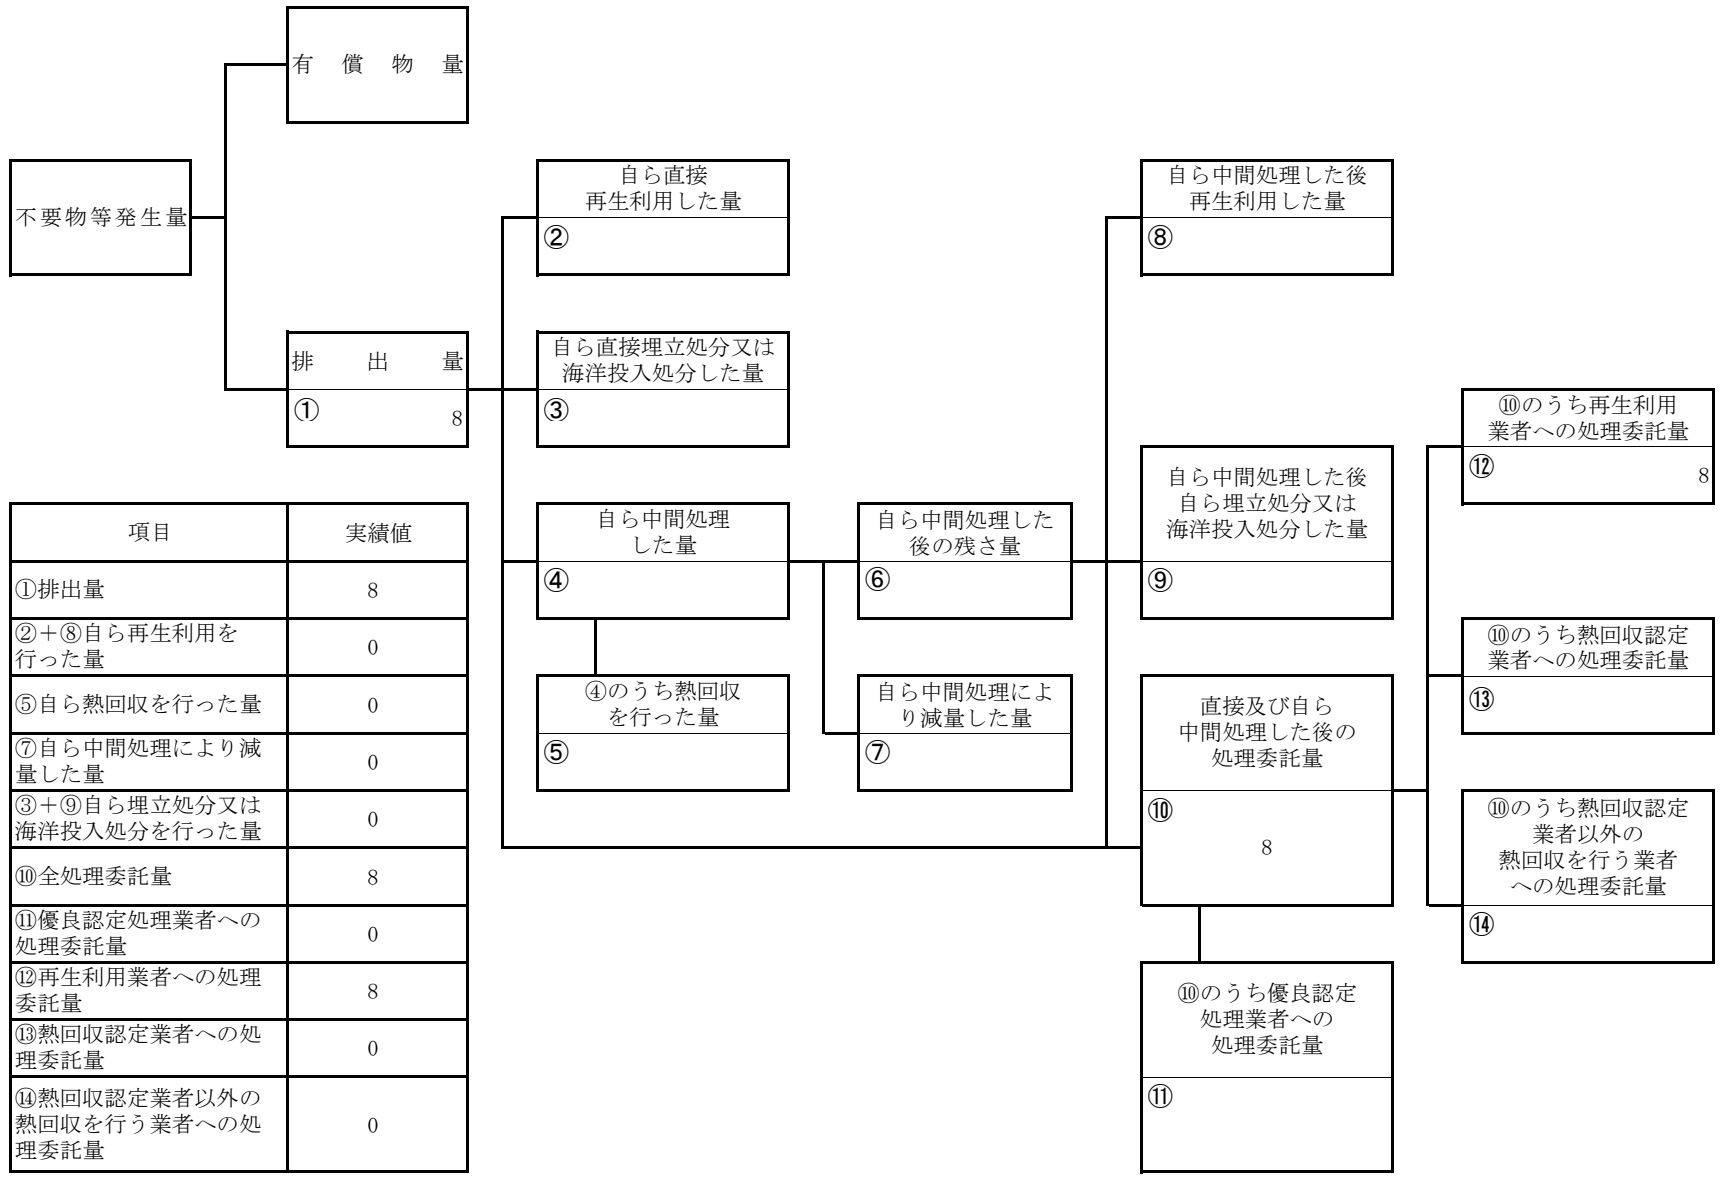 有償物量
不要物等発生量
排出量
①
8
自ら直接
再生利用した量
②
自ら直接埋立処分又は
海洋投入処分した量
③
自ら中間処理
した量
④
④のうち熱回収
を行った量
⑤
自ら中間処理した
後の残さ量
⑥
自ら中間処理によ
り減量した量
⑦
自ら中間処理した後
再生利用した量
⑧
自ら中間処理した後
自ら埋立処分又は
海洋投入処分した量
⑨
直接及び自ら
中間処理した後の
処理委託量
⑩
8
⑩のうち優良認定
処理業者への
処理委託量
⑪
⑩のうち再生利用
業者への処理委託量
⑫
8
⑩のうち熱回収認定
業者への処理委託量
⑬
⑩のうち熱回収認定
業者以外の
熱回収を行う業者
への処理委託量
⑭
項目 実績値
①排出量 8
②＋⑧自ら再生利用を
行った量 0
⑤自ら熱回収を行った量 0
⑦自ら中間処理により減
量した量 0
③＋⑨自ら埋立処分又は
海洋投入処分を行った量 0
⑩全処理委託量 8
⑪優良認定処理業者への
処理委託量 0
⑫再生利用業者への処理
委託量 8
⑬熱回収認定業者への処
理委託量 0
⑭熱回収認定業者以外の
熱回収を行う業者への処
理委託量 0